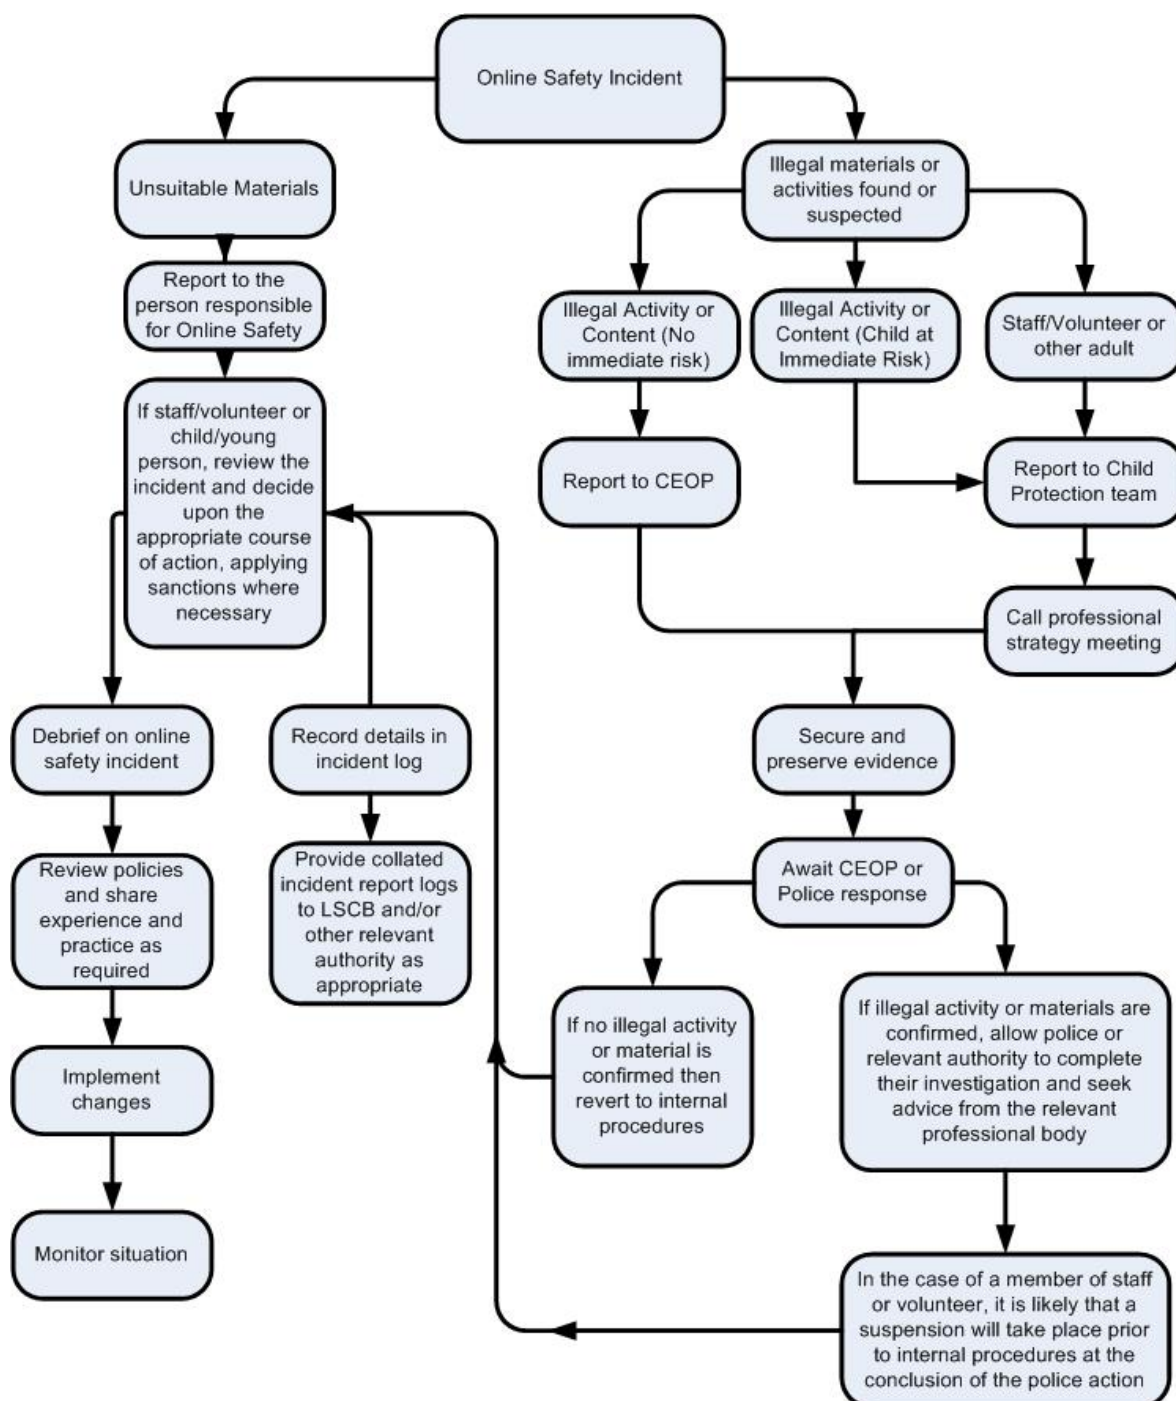 Online Safety Incident
Unsuitable Materials
Illegal materials or
activities found or
suspected
Report to the
person responsible
for Online Safety
Illegal Activity or
Content (No
immediate risk)
Illegal Activity or
Content (Child at
Immediate Risk)
Staff/Volunteer or
other adult
If staff/volunteer or
child/young
person, review the
incident and decide
upon the
appropriate course
of action, applying
sanctions where
necessary
Report to CEOP
Report to Child
Protection team
Call professional
strategy meeting
Debrief on online
safety incident
Record details in
incident log
Secure and
preserve evidence
Review policies
and share
experience and
practice as
required
Provide collated
incident report logs
to LSCB and/or
other relevant
authority as
appropriate
Await CEOP or
Police response
If no illegal activity
or material is
confirmed then
revert to internal
procedures
If illegal activity or materials are
confirmed, allow police or
relevant authority to complete
their investigation and seek
advice from the relevant
professional body
Implement
changes
Monitor situation
In the case of a member of staff
or volunteer, it is likely that a
suspension will take place prior
to internal procedures at the
conclusion of the police action